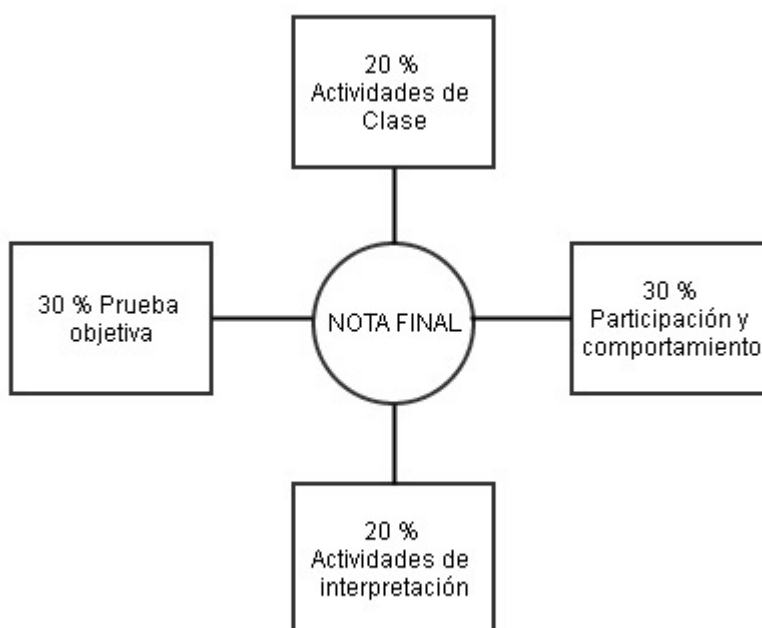 20 %
Actividades de
Clase
30 % Prueba
objetiva
NOTA FINAL
30 %
Participación y
comportamiento
20 %
Actividades de
interpretación